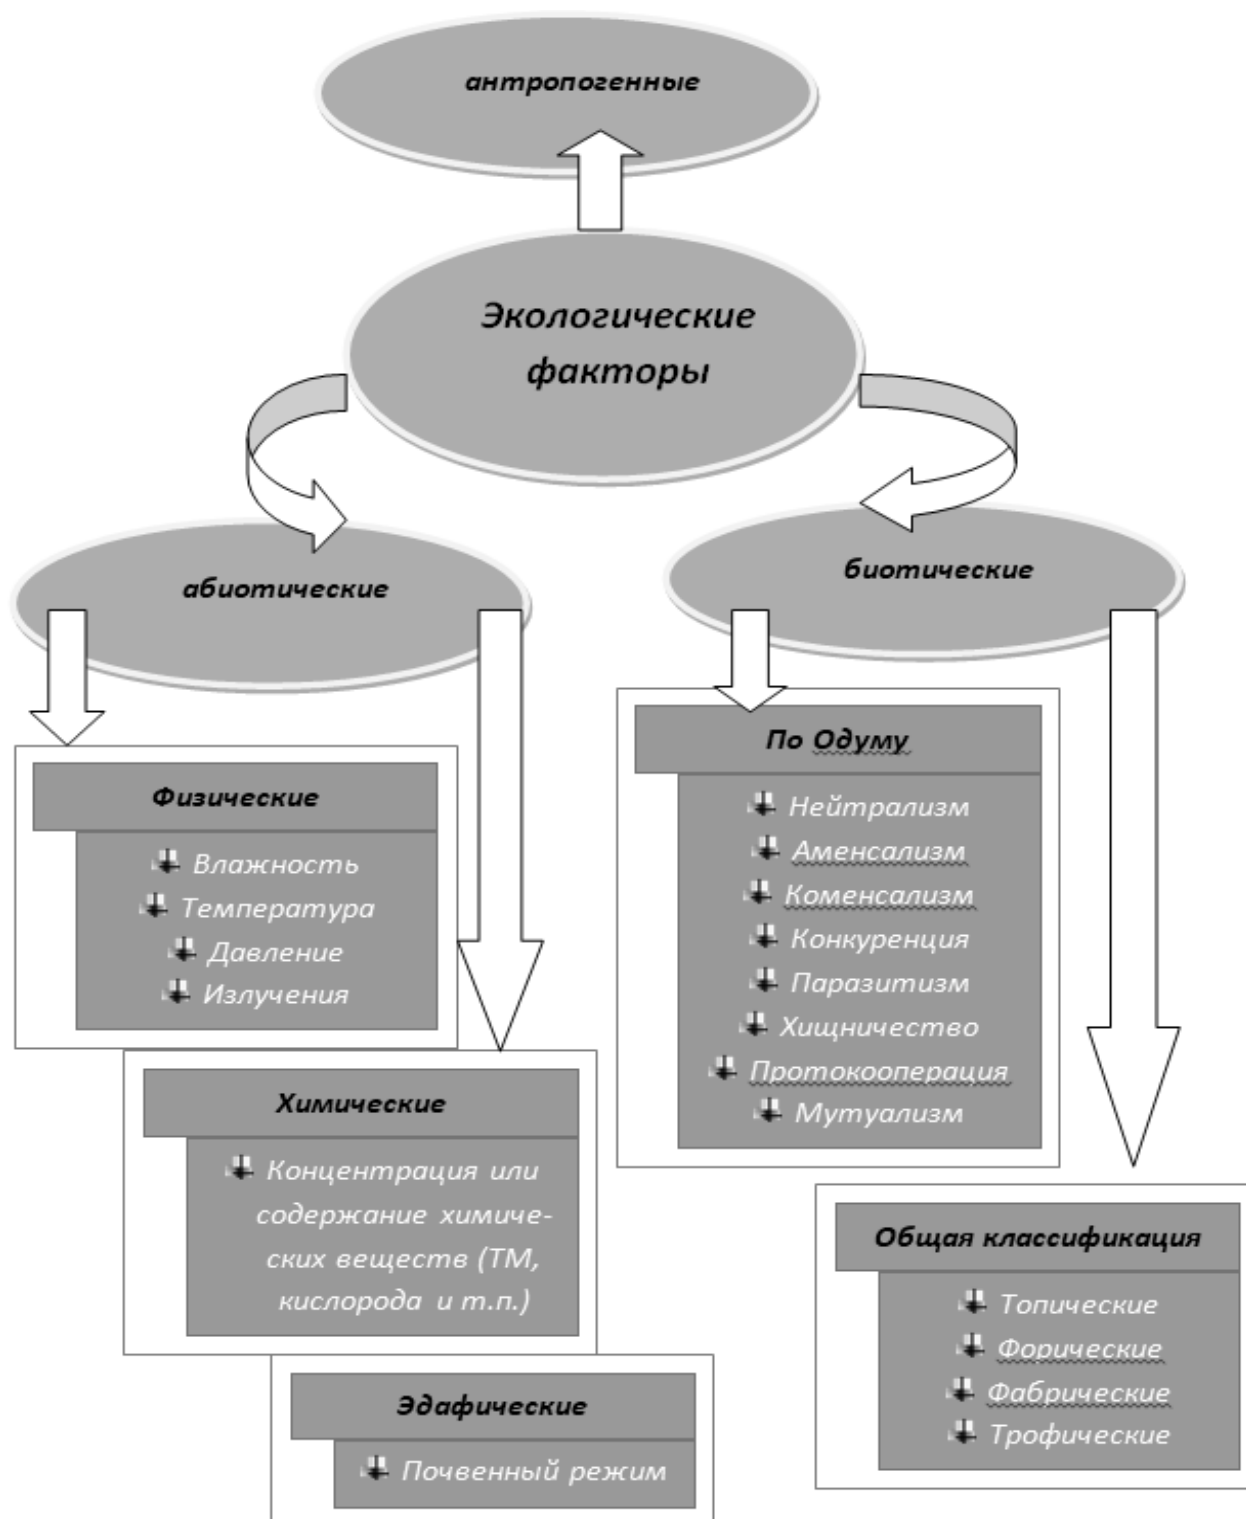 антропогенные
Экологические
факторы
абиотические
биотические
Физические
Влажность
Температура
Давление
Излучения
Химические
Концентрация или
содержание химиче-
ских веществ (ТМ,
кислорода и т.п.)
Эдафические
Почвенный режим
По Одуму
Нейтрализм
Аменсализм
Коменсализм
Конкуренция
Паразитизм
Хищничество
Протокооперация
Мутуализм
Общая классификация
Топические
Форические
Фабрические
Трофические